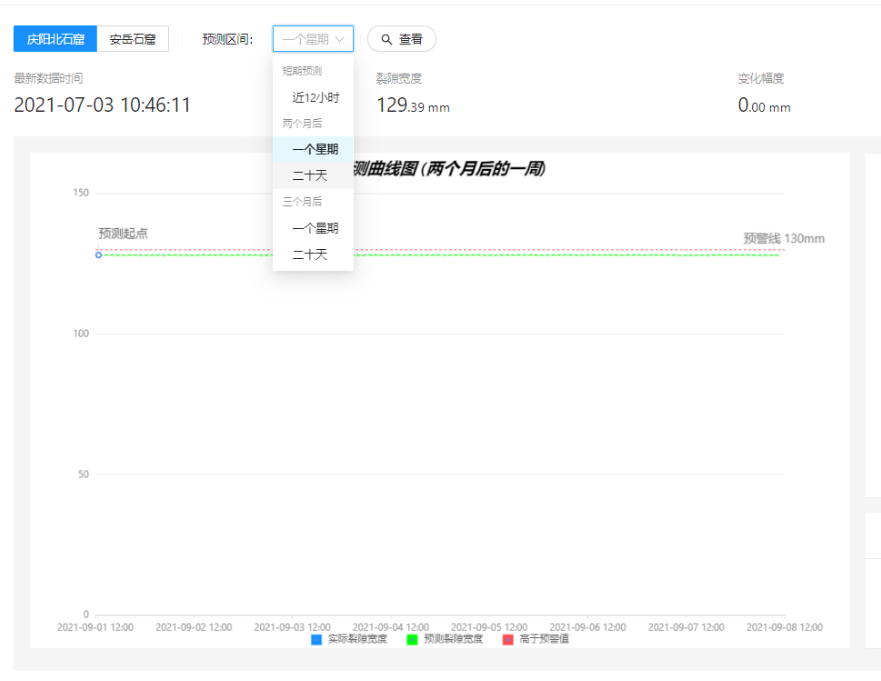 庆阳北石窟 安岳石窟 预测区间: 一个星期 查看
最新数据时间 裂隙宽度 变化幅度
2021-07-03 10:46:11 129.39 mm 0.00 mm
短期预测
近12小时
两个月后
一个星期
二十天
三个月后
一个星期
二十天
测曲线图 (两个月后的一周)
150
预测起点
预警线 130mm
100
50
0
2021-09-01 12:00 2021-09-02 12:00 2021-09-03 12:00 2021-09-04 12:00 2021-09-05 12:00 2021-09-06 12:00 2021-09-07 12:00 2021-09-08 12:00
实际裂隙宽度 预测裂隙宽度 高于预警值